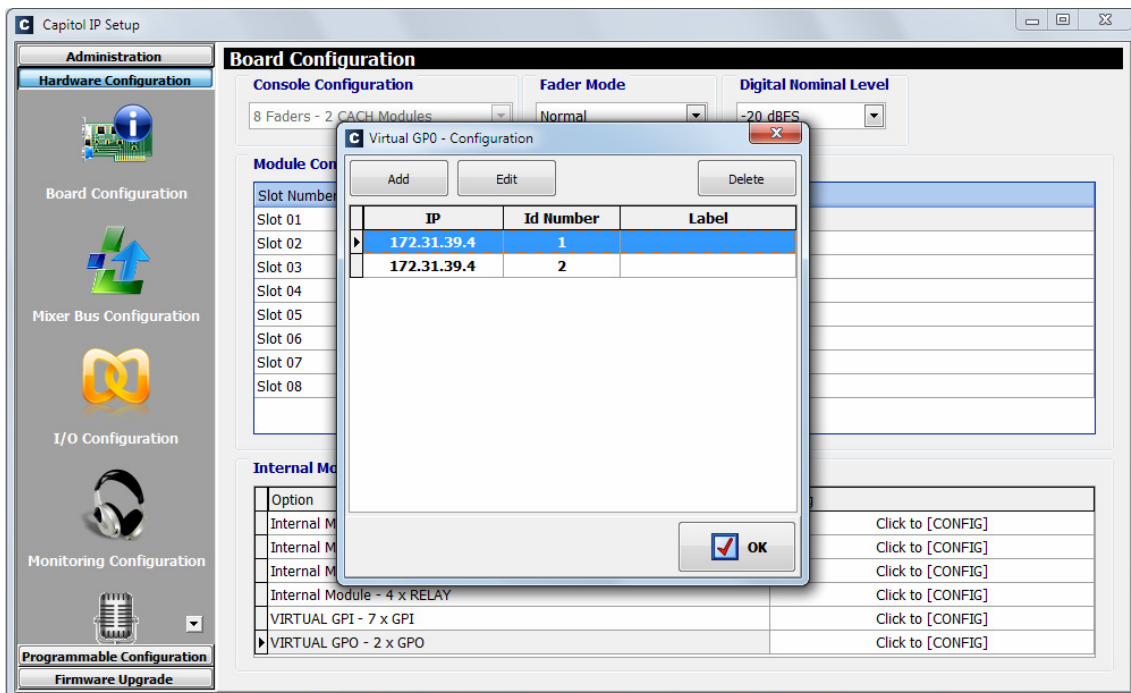 Capitol IP Setup
Administration
Hardware Configuration
Board Configuration
Mixer Bus Configuration
I/O Configuration
Monitoring Configuration
Programmable Configuration
Firmware Upgrade
Board Configuration
Console Configuration Fader Mode Digital Nominal Level
8 Faders - 2 CACH Modules Normal -20 dBFS
Module Con
Slot Number
Slot 01
Slot 02
Slot 03
Slot 04
Slot 05
Slot 06
Slot 07
Slot 08
Virtual GP0 - Configuration
Add Edit Delete
IP Id Number Label
172.31.39.4 1
172.31.39.4 2
OK
Internal Mo
Option
Internal M Click to [CONFIG]
Internal M Click to [CONFIG]
Internal M Click to [CONFIG]
Internal Module - 4 x RELAY Click to [CONFIG]
VIRTUAL GPI - 7 x GPI Click to [CONFIG]
VIRTUAL GPO - 2 x GPO Click to [CONFIG]